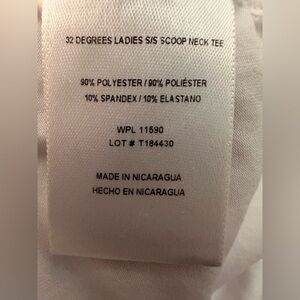 32 DEGREES LADIES S/S SCOOP NECK TEE
90% POLYESTER / 90% POLIÉSTER
10% SPANDEX / 10% ELASTANO
WPL 11590
LOT # T184430
MADE IN NICARAGUA
HECHO EN NICARAGUA